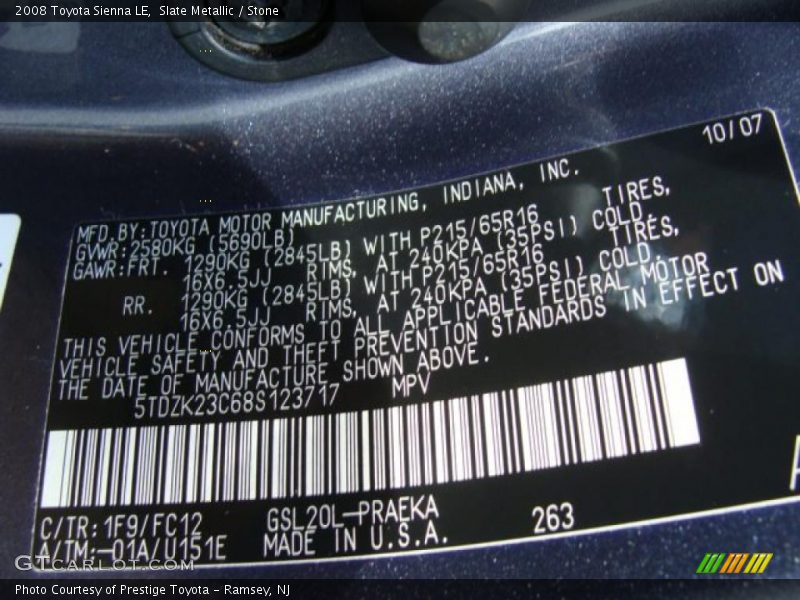 2008 Toyota Sienna LE,  Slate Metallic / Stone
10/07
MFD.BY:TOYOTA MOTOR MANUFACTURING, INDIANA, INC.
GVWR:2580KG (5690LB)
GAWR:FRT. 1290KG (2845LB) WITH P215/65R16 TIRES,
16X6.5JJ RIMS, AT 240KPA (35PSI) COLD.
RR. 1290KG (2845LB) WITH P215/65R16 TIRES,
16X6.5JJ RIMS, AT 240KPA (35PSI) COLD.
THIS VEHICLE CONFORMS TO ALL APPLICABLE FEDERAL MOTOR
VEHICLE SAFETY AND THEFT PREVENTION STANDARDS IN EFFECT ON
THE DATE OF MANUFACTURE SHOWN ABOVE.
5TDZK23C68S123717 MPV
C/TR:1F9/FC12 GSL20L-PRAEKA 263
A/TM:-01A/U151E MADE IN U.S.A.
GTCARLOT.COM
Photo Courtesy of Prestige Toyota - Ramsey, NJ